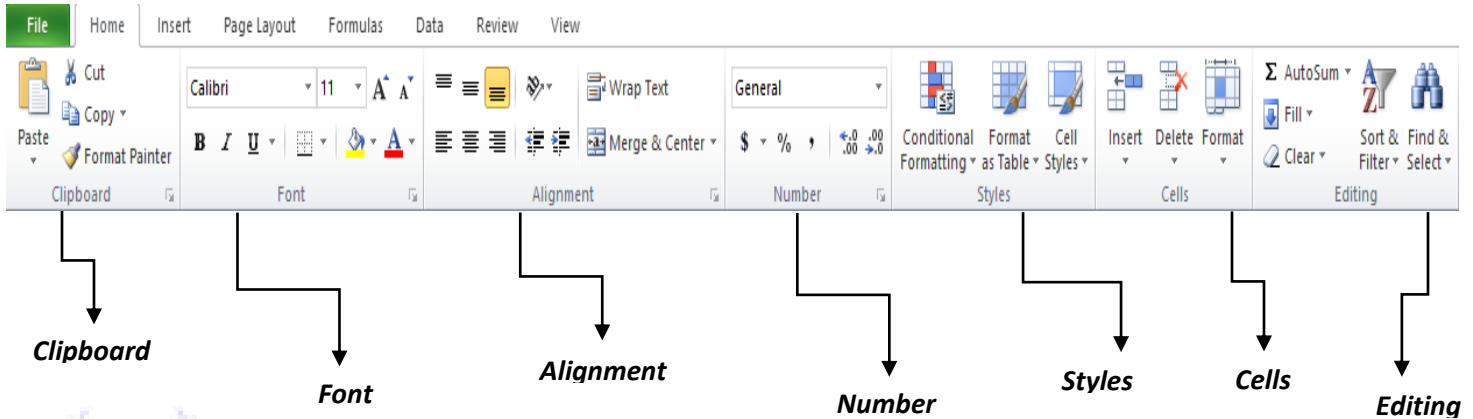 File Home Insert Page Layout Formulas Data Review View
Cut
Calibri 11 A A Wrap Text General Σ AutoSum
Copy Fill
Paste Conditional Format Cell Insert Delete Format Sort & Find &
Format Painter B I U A Merge & Center $ % , .0 .00 .00 .0 Formatting as Table Styles Clear Filter Select
Clipboard Font Alignment Number Styles Cells Editing
Clipboard
Font
Alignment
Number
Styles
Cells
Editing